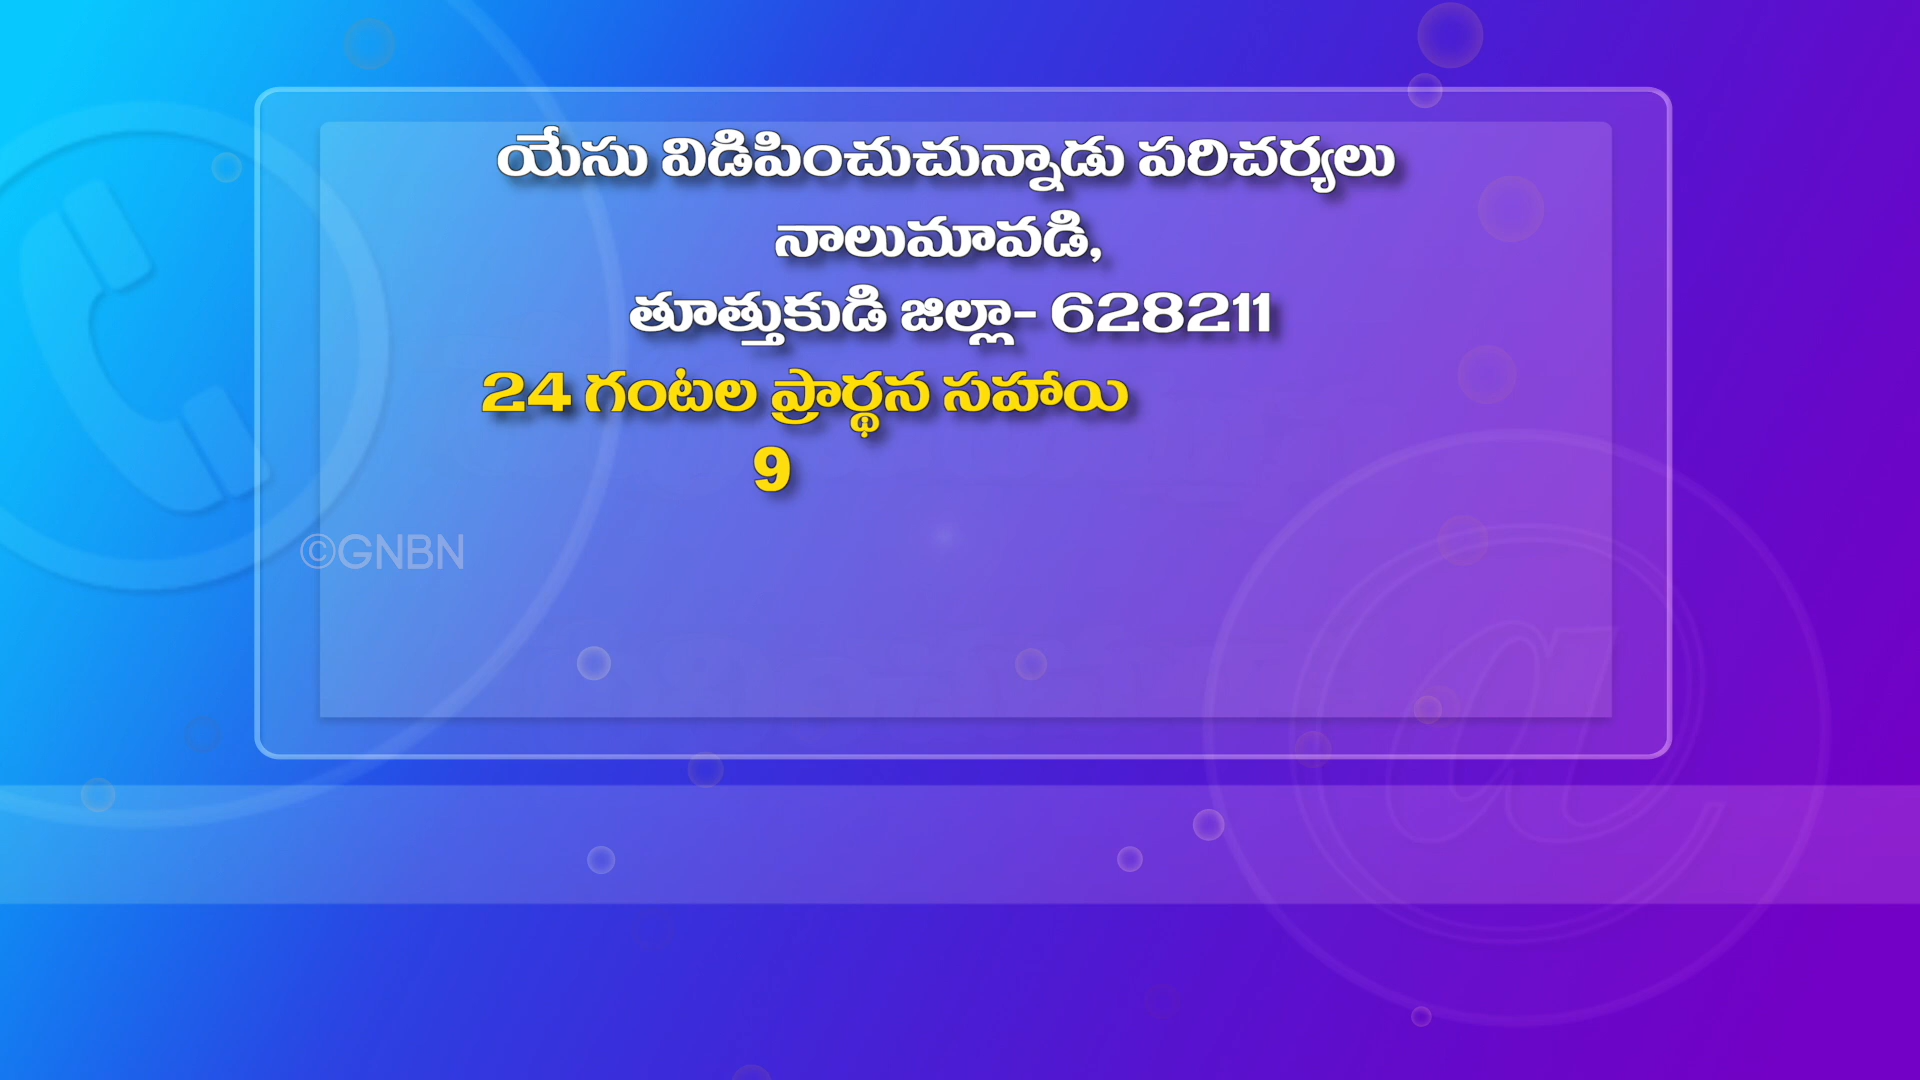 యేసు విడిపించుచున్నాడు పరిచర్యలు
నాలుమావడి,
తూత్తుకుడి జిల్లా- 628211
24 గంటల ప్రార్థన సహాయి
9
©GNBN